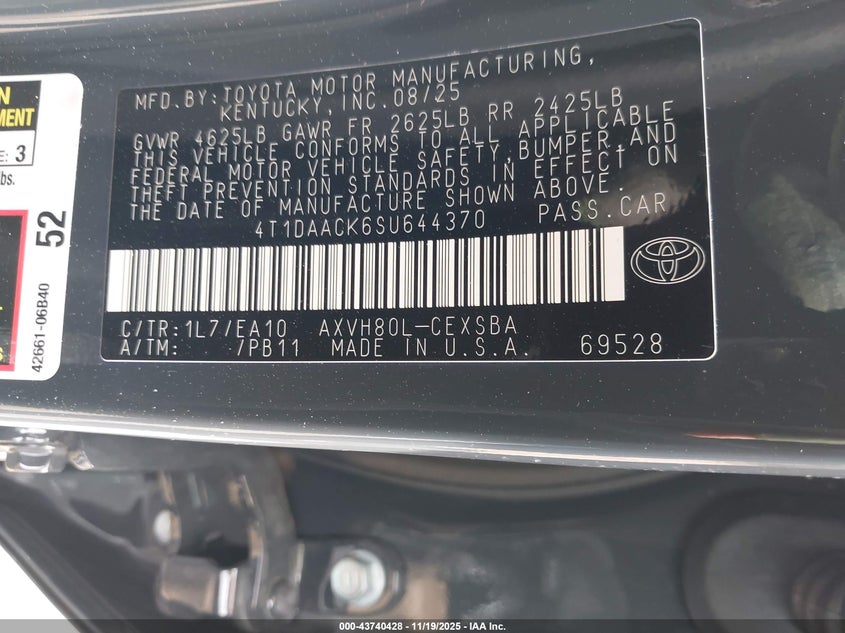 MFD.BY:TOYOTA MOTOR MANUFACTURING,
KENTUCKY,INC.08/25
GVWR 4625LB GAWR FR 2625LB RR 2425LB
THIS VEHICLE CONFORMS TO ALL APPLICABLE
FEDERAL MOTOR VEHICLE SAFETY,BUMPER,AND
THEFT PREVENTION STANDARDS IN EFFECT ON
THE DATE OF MANUFACTURE SHOWN ABOVE.
4T1DAACK6SU644370 PASS.CAR
C/TR:1L7/EA10 AXVH80L-CEXSBA
A/TM: 7PB11 MADE IN U.S.A. 69528
3
52
42661-06B40
000-43740428 - 11/19/2025 - IAA Inc.